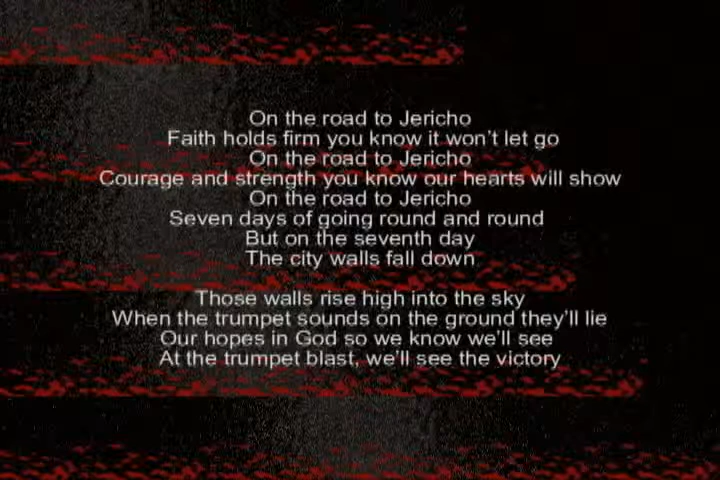 On the road to Jericho
Faith holds firm you know it won't let go
On the road to Jericho
Courage and strength you know our hearts will show
On the road to Jericho
Seven days of going round and round
But on the seventh day
The city walls fall down
Those walls rise high into the sky
When the trumpet sounds on the ground they'll lie
Our hopes in God so we know we'll see
At the trumpet blast, we'll see the victory